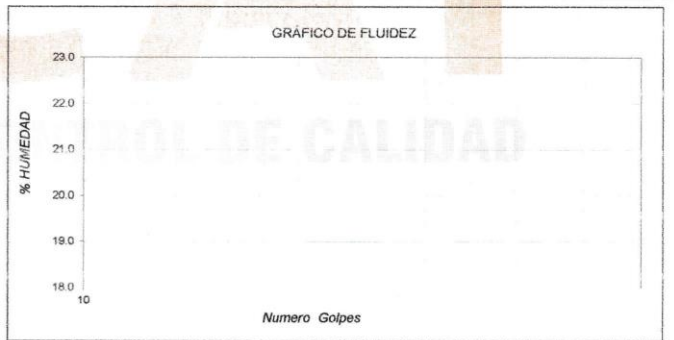 GRÁFICO DE FLUIDEZ
23.0
22.0
21.0
20.0
19.0
18.0
% HUMEDAD
10
Numero Golpes
TROL DE CALIDAD